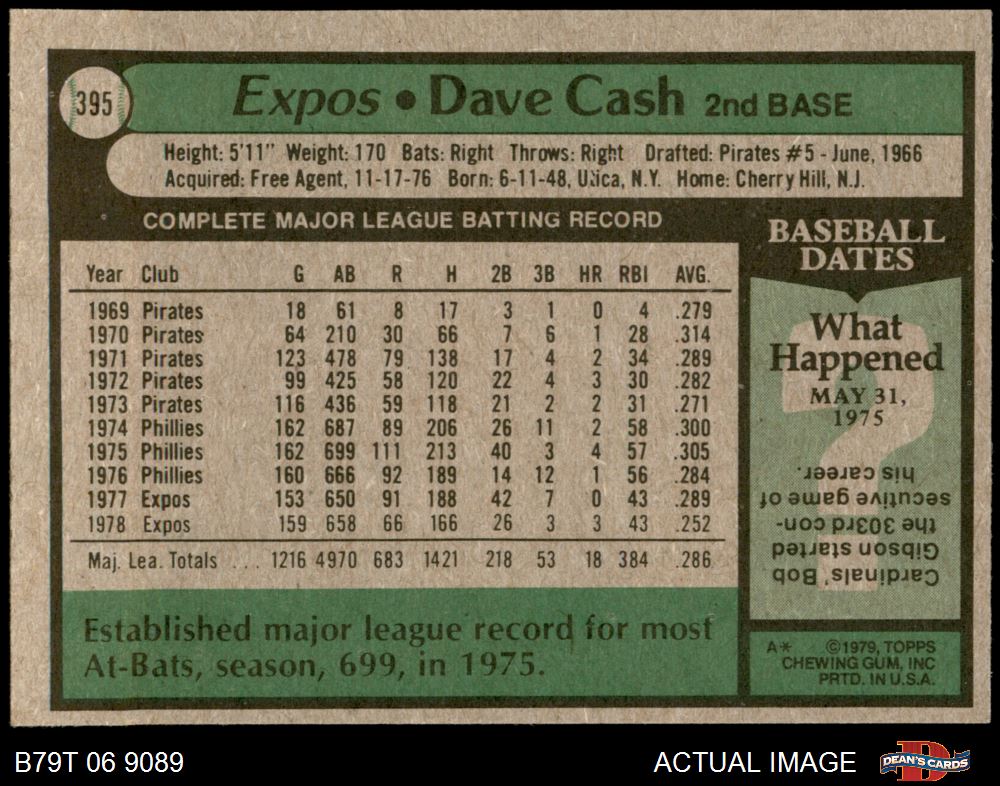 395
Expos • Dave Cash 2nd BASE
Height: 5'11" Weight: 170 Bats: Right Throws: Right Drafted: Pirates #5 - June, 1966
Acquired: Free Agent, 11-17-76 Born: 6-11-48, Utica, N.Y. Home: Cherry Hill, N.J.
COMPLETE MAJOR LEAGUE BATTING RECORD
Year Club G AB R H 2B 3B HR RBI AVG.
1969 Pirates 18 61 8 17 3 1 0 4 .279
1970 Pirates 64 210 30 66 7 6 1 28 .314
1971 Pirates 123 478 79 138 17 4 2 34 .289
1972 Pirates 99 425 58 120 22 4 3 30 .282
1973 Pirates 116 436 59 118 21 2 2 31 .271
1974 Phillies 162 687 89 206 26 11 2 58 .300
1975 Phillies 162 699 111 213 40 3 4 57 .305
1976 Phillies 160 666 92 189 14 12 1 56 .284
1977 Expos 153 650 91 188 42 7 0 43 .289
1978 Expos 159 658 66 166 26 3 3 43 .252
Maj. Lea. Totals ... 1216 4970 683 1421 218 53 18 384 .286
Established major league record for most
At-Bats, season, 699, in 1975.
BASEBALL
DATES
What
Happened
MAY 31,
1975
Cardinals' Bob
Gibson started
the 303rd con-
secutive game of
his career.
A* ©1979, TOPPS
CHEWING GUM, INC
PRTD. IN U.S.A.
B79T 06 9089
ACTUAL IMAGE
D
DEAN'S CARDS